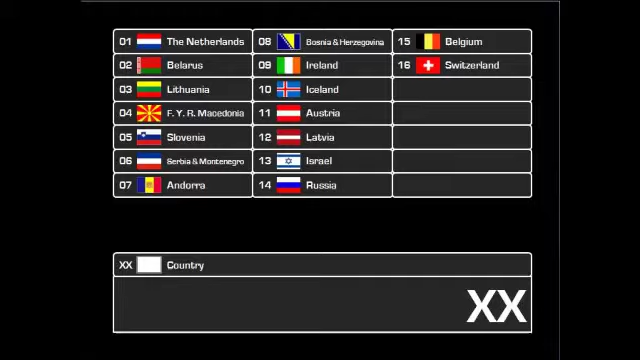 01 The Netherlands
02 Belarus
03 Lithuania
04 F. Y. R. Macedonia
05 Slovenia
06 Serbia & Montenegro
07 Andorra
08 Bosnia & Herzegovina
09 Ireland
10 Iceland
11 Austria
12 Latvia
13 Israel
14 Russia
15 Belgium
16 Switzerland
XX Country
XX